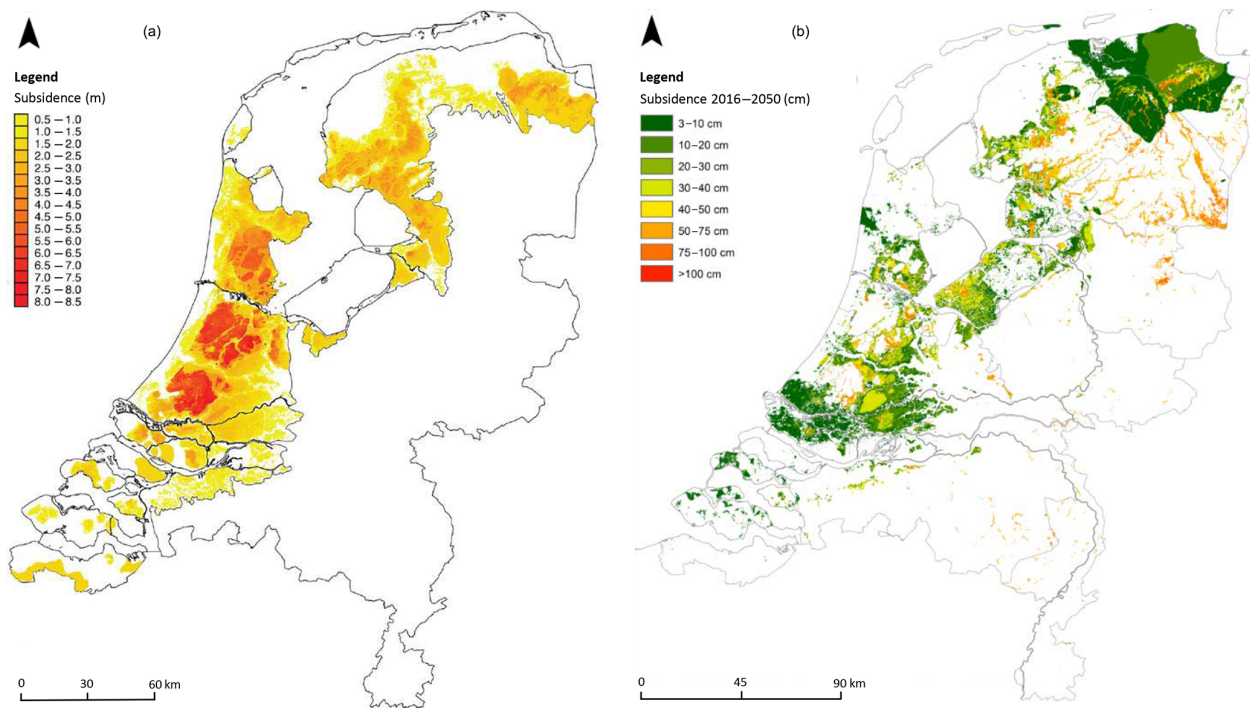 (a)
Legend
Subsidence (m)
0.5 – 1.0
1.0 – 1.5
1.5 – 2.0
2.0 – 2.5
2.5 – 3.0
3.0 – 3.5
3.5 – 4.0
4.0 – 4.5
4.5 – 5.0
5.0 – 5.5
5.5 – 6.0
6.0 – 6.5
6.5 – 7.0
7.0 – 7.5
7.5 – 8.0
8.0 – 8.5
0 30 60 km
(b)
Legend
Subsidence 2016–2050 (cm)
3–10 cm
10–20 cm
20–30 cm
30–40 cm
40–50 cm
50–75 cm
75–100 cm
>100 cm
0 45 90 km